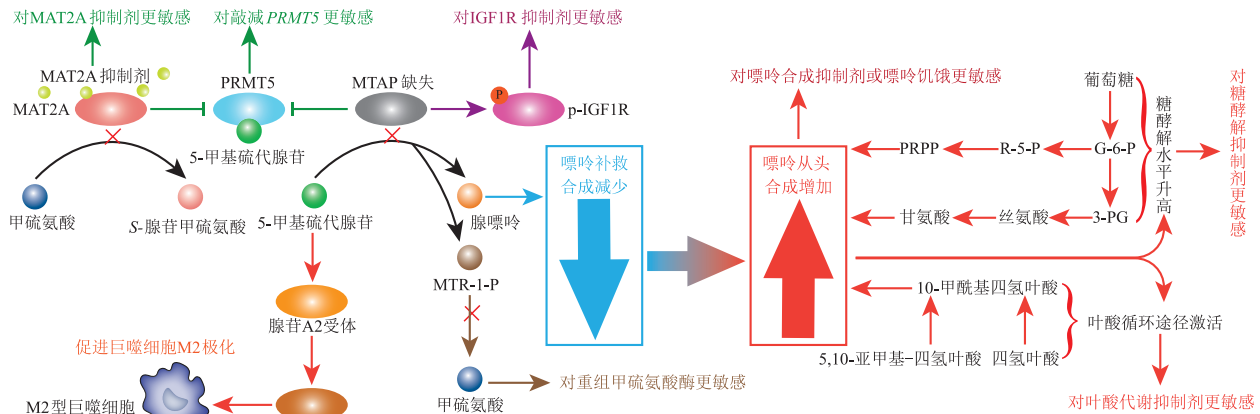 对MAT2A抑制剂更敏感
对敲减PRMT5更敏感
对IGF1R抑制剂更敏感
MAT2A抑制剂
PRMT5
MTAP缺失
MAT2A
P
p-IGF1R
5-甲基硫代腺苷
甲硫氨酸
S-腺苷甲硫氨酸
5-甲基硫代腺苷
腺嘌呤
MTR-1-P
腺苷A2受体
促进巨噬细胞M2极化
M2型巨噬细胞
甲硫氨酸
对重组甲硫氨酸酶更敏感
嘌呤补救
合成减少
对嘌呤合成抑制剂或嘌呤饥饿更敏感
嘌呤从头
合成增加
葡萄糖
PRPP
R-5-P
G-6-P
甘氨酸
丝氨酸
3-PG
糖酵解水平升高
对糖酵解抑制剂更敏感
10-甲酰基四氢叶酸
5,10-亚甲基-四氢叶酸
四氢叶酸
叶酸循环途径激活
对叶酸代谢抑制剂更敏感